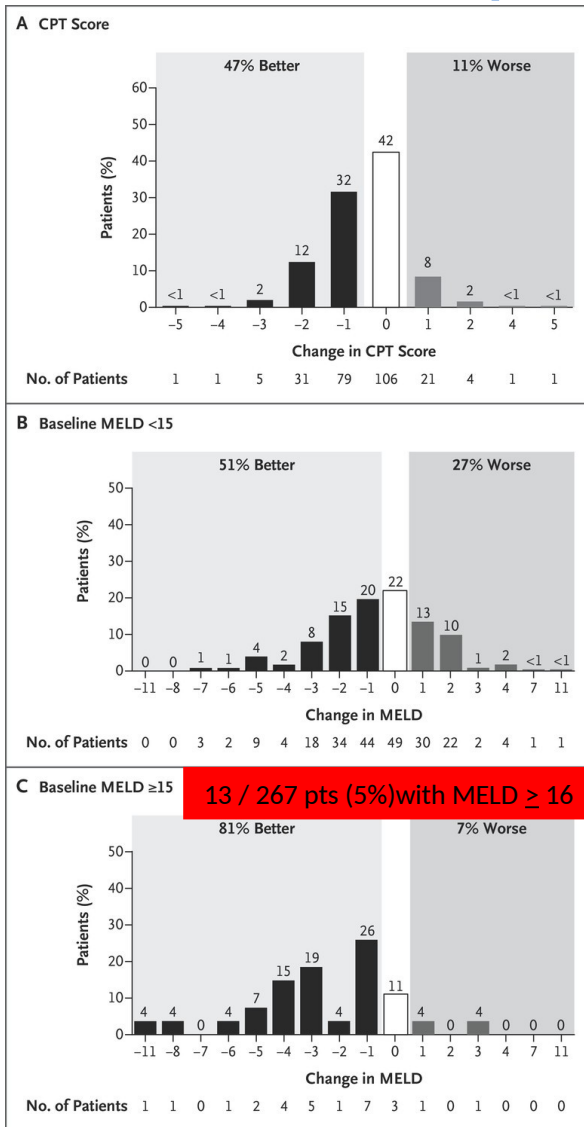 A CPT Score
47% Better 11% Worse
Patients (%)
60
50
40
30
20
10
0
<1 <1 2 12 32 42 8 2 <1 <1
–5 –4 –3 –2 –1 0 1 2 4 5
Change in CPT Score
No. of Patients 1 1 5 31 79 106 21 4 1 1
B Baseline MELD <15
51% Better 27% Worse
Patients (%)
50
40
30
20
10
0
0 0 1 1 4 2 8 15 20 22 13 10 1 2 <1 <1
–11 –8 –7 –6 –5 –4 –3 –2 –1 0 1 2 3 4 7 11
Change in MELD
No. of Patients 0 0 3 2 9 4 18 34 44 49 30 22 2 4 1 1
C Baseline MELD ≥15
13 / 267 pts (5%)with MELD ≥ 16
81% Better 7% Worse
Patients (%)
50
40
30
20
10
0
4 4 0 4 7 15 19 4 26 11 4 0 4 0 0 0
–11 –8 –7 –6 –5 –4 –3 –2 –1 0 1 2 3 4 7 11
Change in MELD
No. of Patients 1 1 0 1 2 4 5 1 7 3 1 0 1 0 0 0